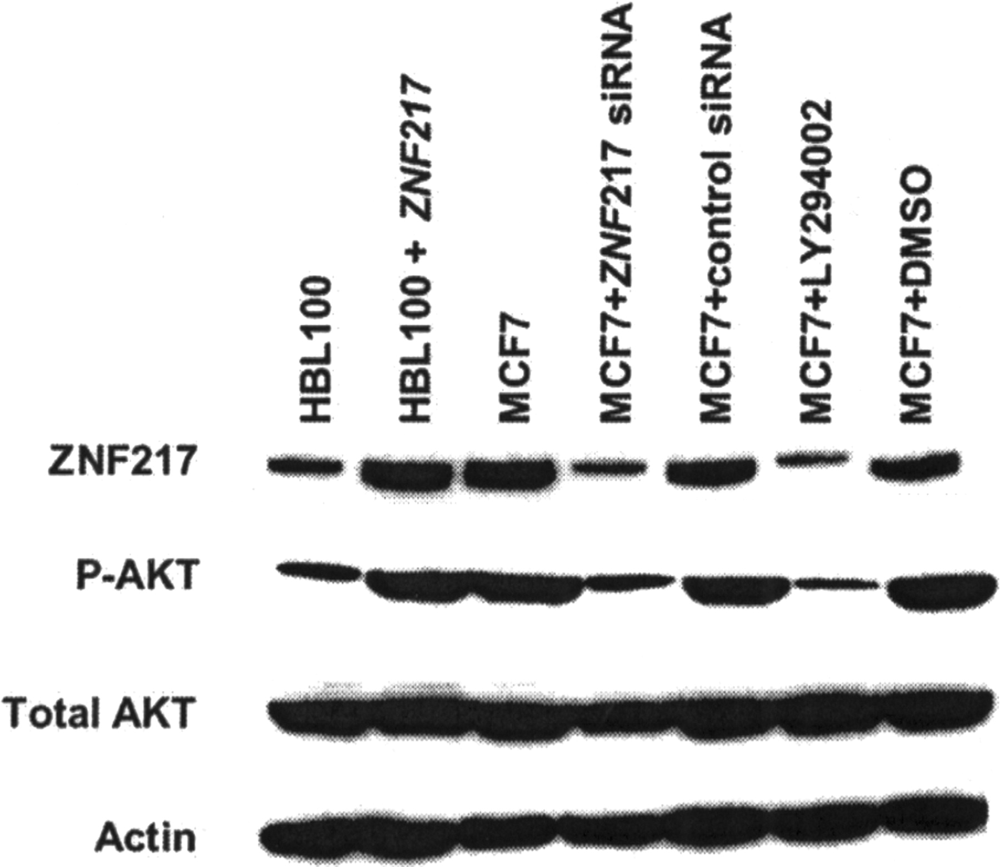 HBL100
HBL100 + ZNF217
MCF7
MCF7+ZNF217 siRNA
MCF7+control siRNA
MCF7+LY294002
MCF7+DMSO
ZNF217
P-AKT
Total AKT
Actin